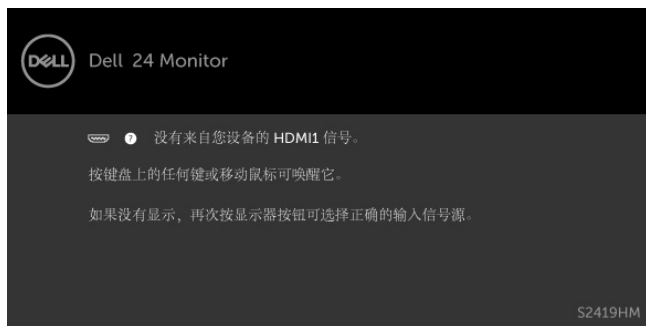 DELL Dell 24 Monitor
? 没有来自您设备的 HDMI1 信号。
按键盘上的任何键或移动鼠标可唤醒它。
如果没有显示，再次按显示器按钮可选择正确的输入信号源。
S2419HM